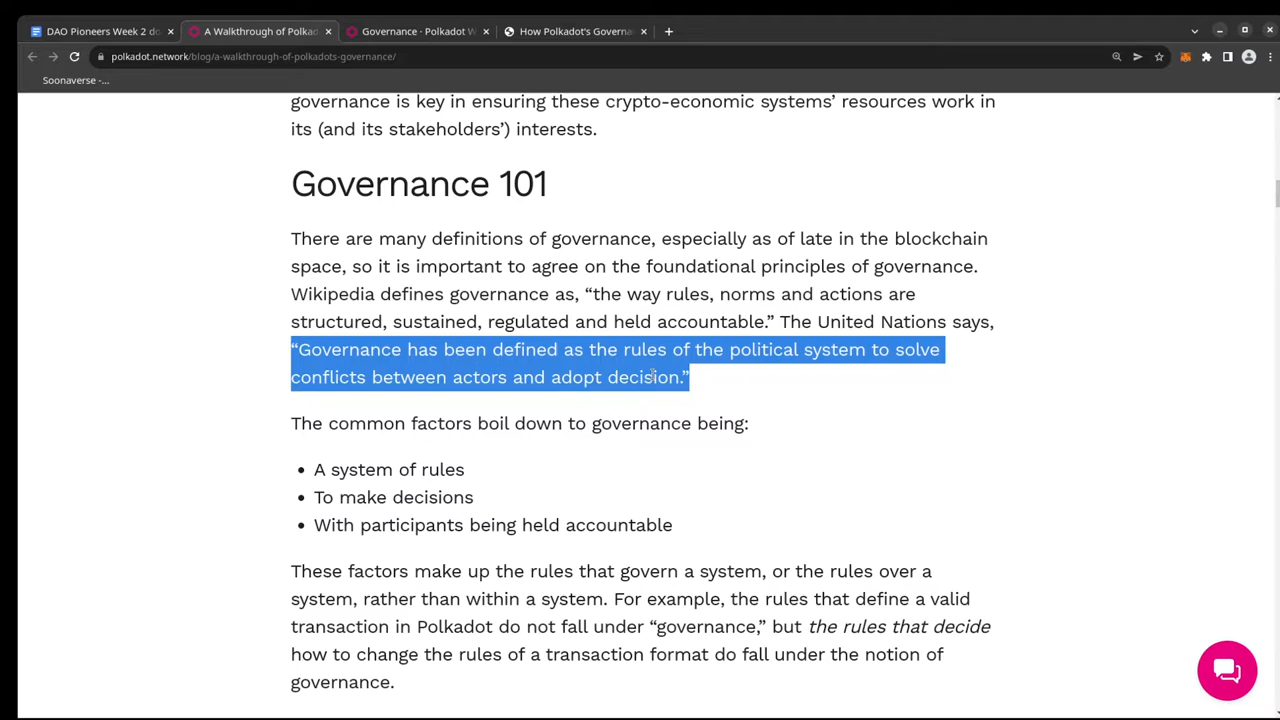 DAO Pioneers Week 2 do
A Walkthrough of Polkad
Governance · Polkadot W
How Polkadot's Governa
polkadot.network/blog/a-walkthrough-of-polkadots-governance/
Soonaverse -...
governance is key in ensuring these crypto-economic systems’ resources work in
its (and its stakeholders’) interests.
Governance 101
There are many definitions of governance, especially as of late in the blockchain
space, so it is important to agree on the foundational principles of governance.
Wikipedia defines governance as, “the way rules, norms and actions are
structured, sustained, regulated and held accountable.” The United Nations says,
“Governance has been defined as the rules of the political system to solve
conflicts between actors and adopt decision.”
The common factors boil down to governance being:
• A system of rules
• To make decisions
• With participants being held accountable
These factors make up the rules that govern a system, or the rules over a
system, rather than within a system. For example, the rules that define a valid
transaction in Polkadot do not fall under “governance,” but the rules that decide
how to change the rules of a transaction format do fall under the notion of
governance.